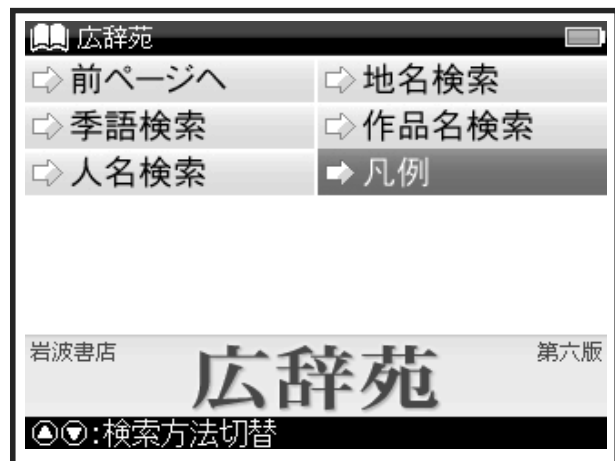 広辞苑
前ページへ
地名検索
季語検索
作品名検索
人名検索
凡例
岩波書店
広辞苑
第六版
:検索方法切替